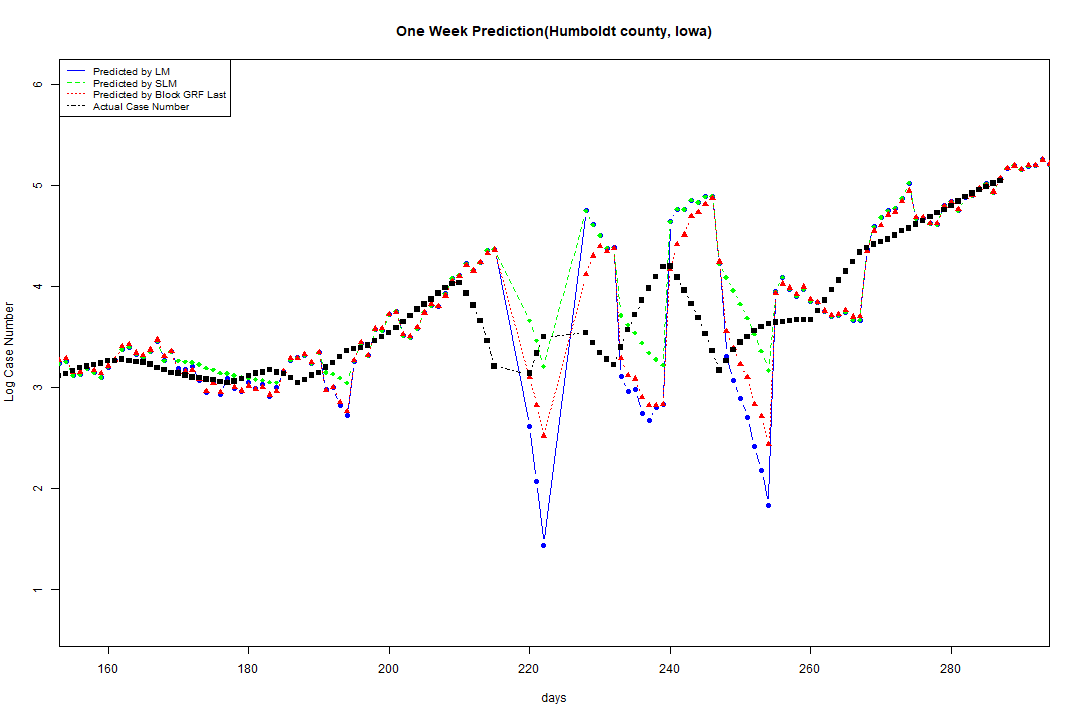 One Week Prediction(Humboldt county, Iowa)
Predicted by LM
Predicted by SLM
Predicted by Block GRF Last
Actual Case Number
Log Case Number
6
5
4
3
2
1
160 180 200 220 240 260 280
days